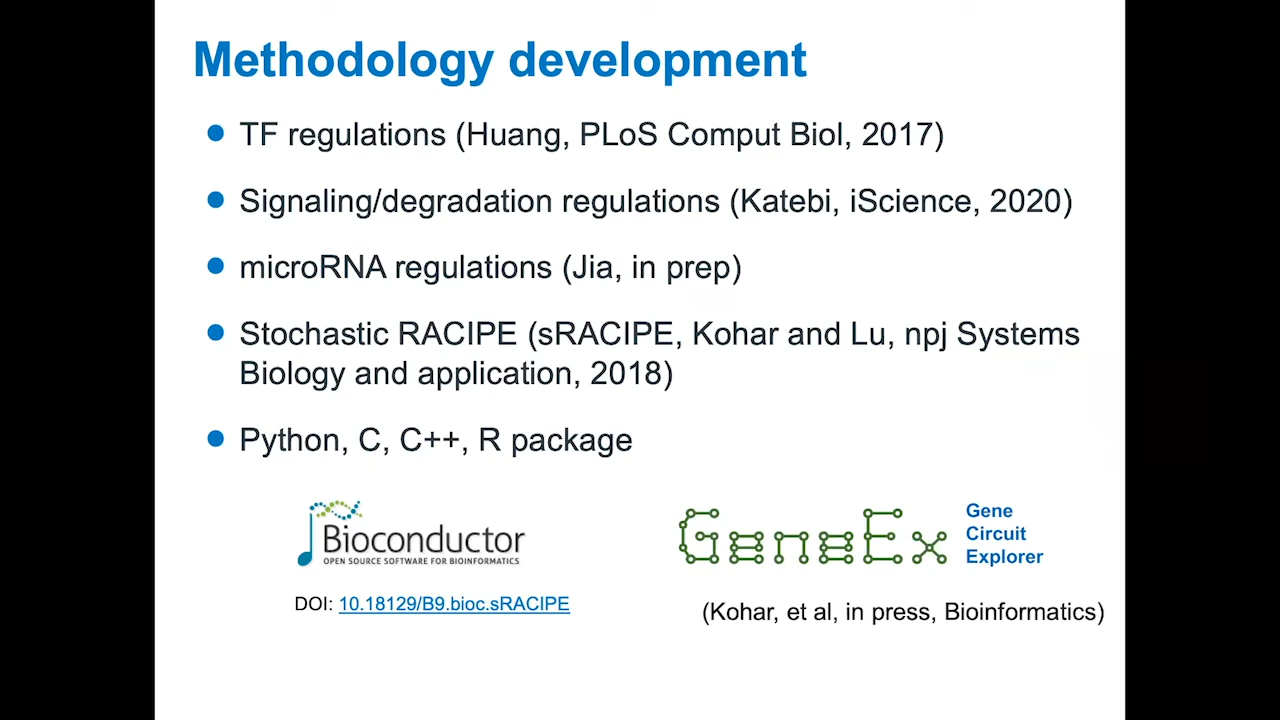 Methodology development
TF regulations (Huang, PLoS Comput Biol, 2017)
Signaling/degradation regulations (Katebi, iScience, 2020)
microRNA regulations (Jia, in prep)
Stochastic RACIPE (sRACIPE, Kohar and Lu, npj Systems
Biology and application, 2018)
Python, C, C++, R package
Bioconductor
OPEN SOURCE SOFTWARE FOR BIOINFORMATICS
DOI: 10.18129/B9.bioc.sRACIPE
GeneEx
Gene
Circuit
Explorer
(Kohar, et al, in press, Bioinformatics)